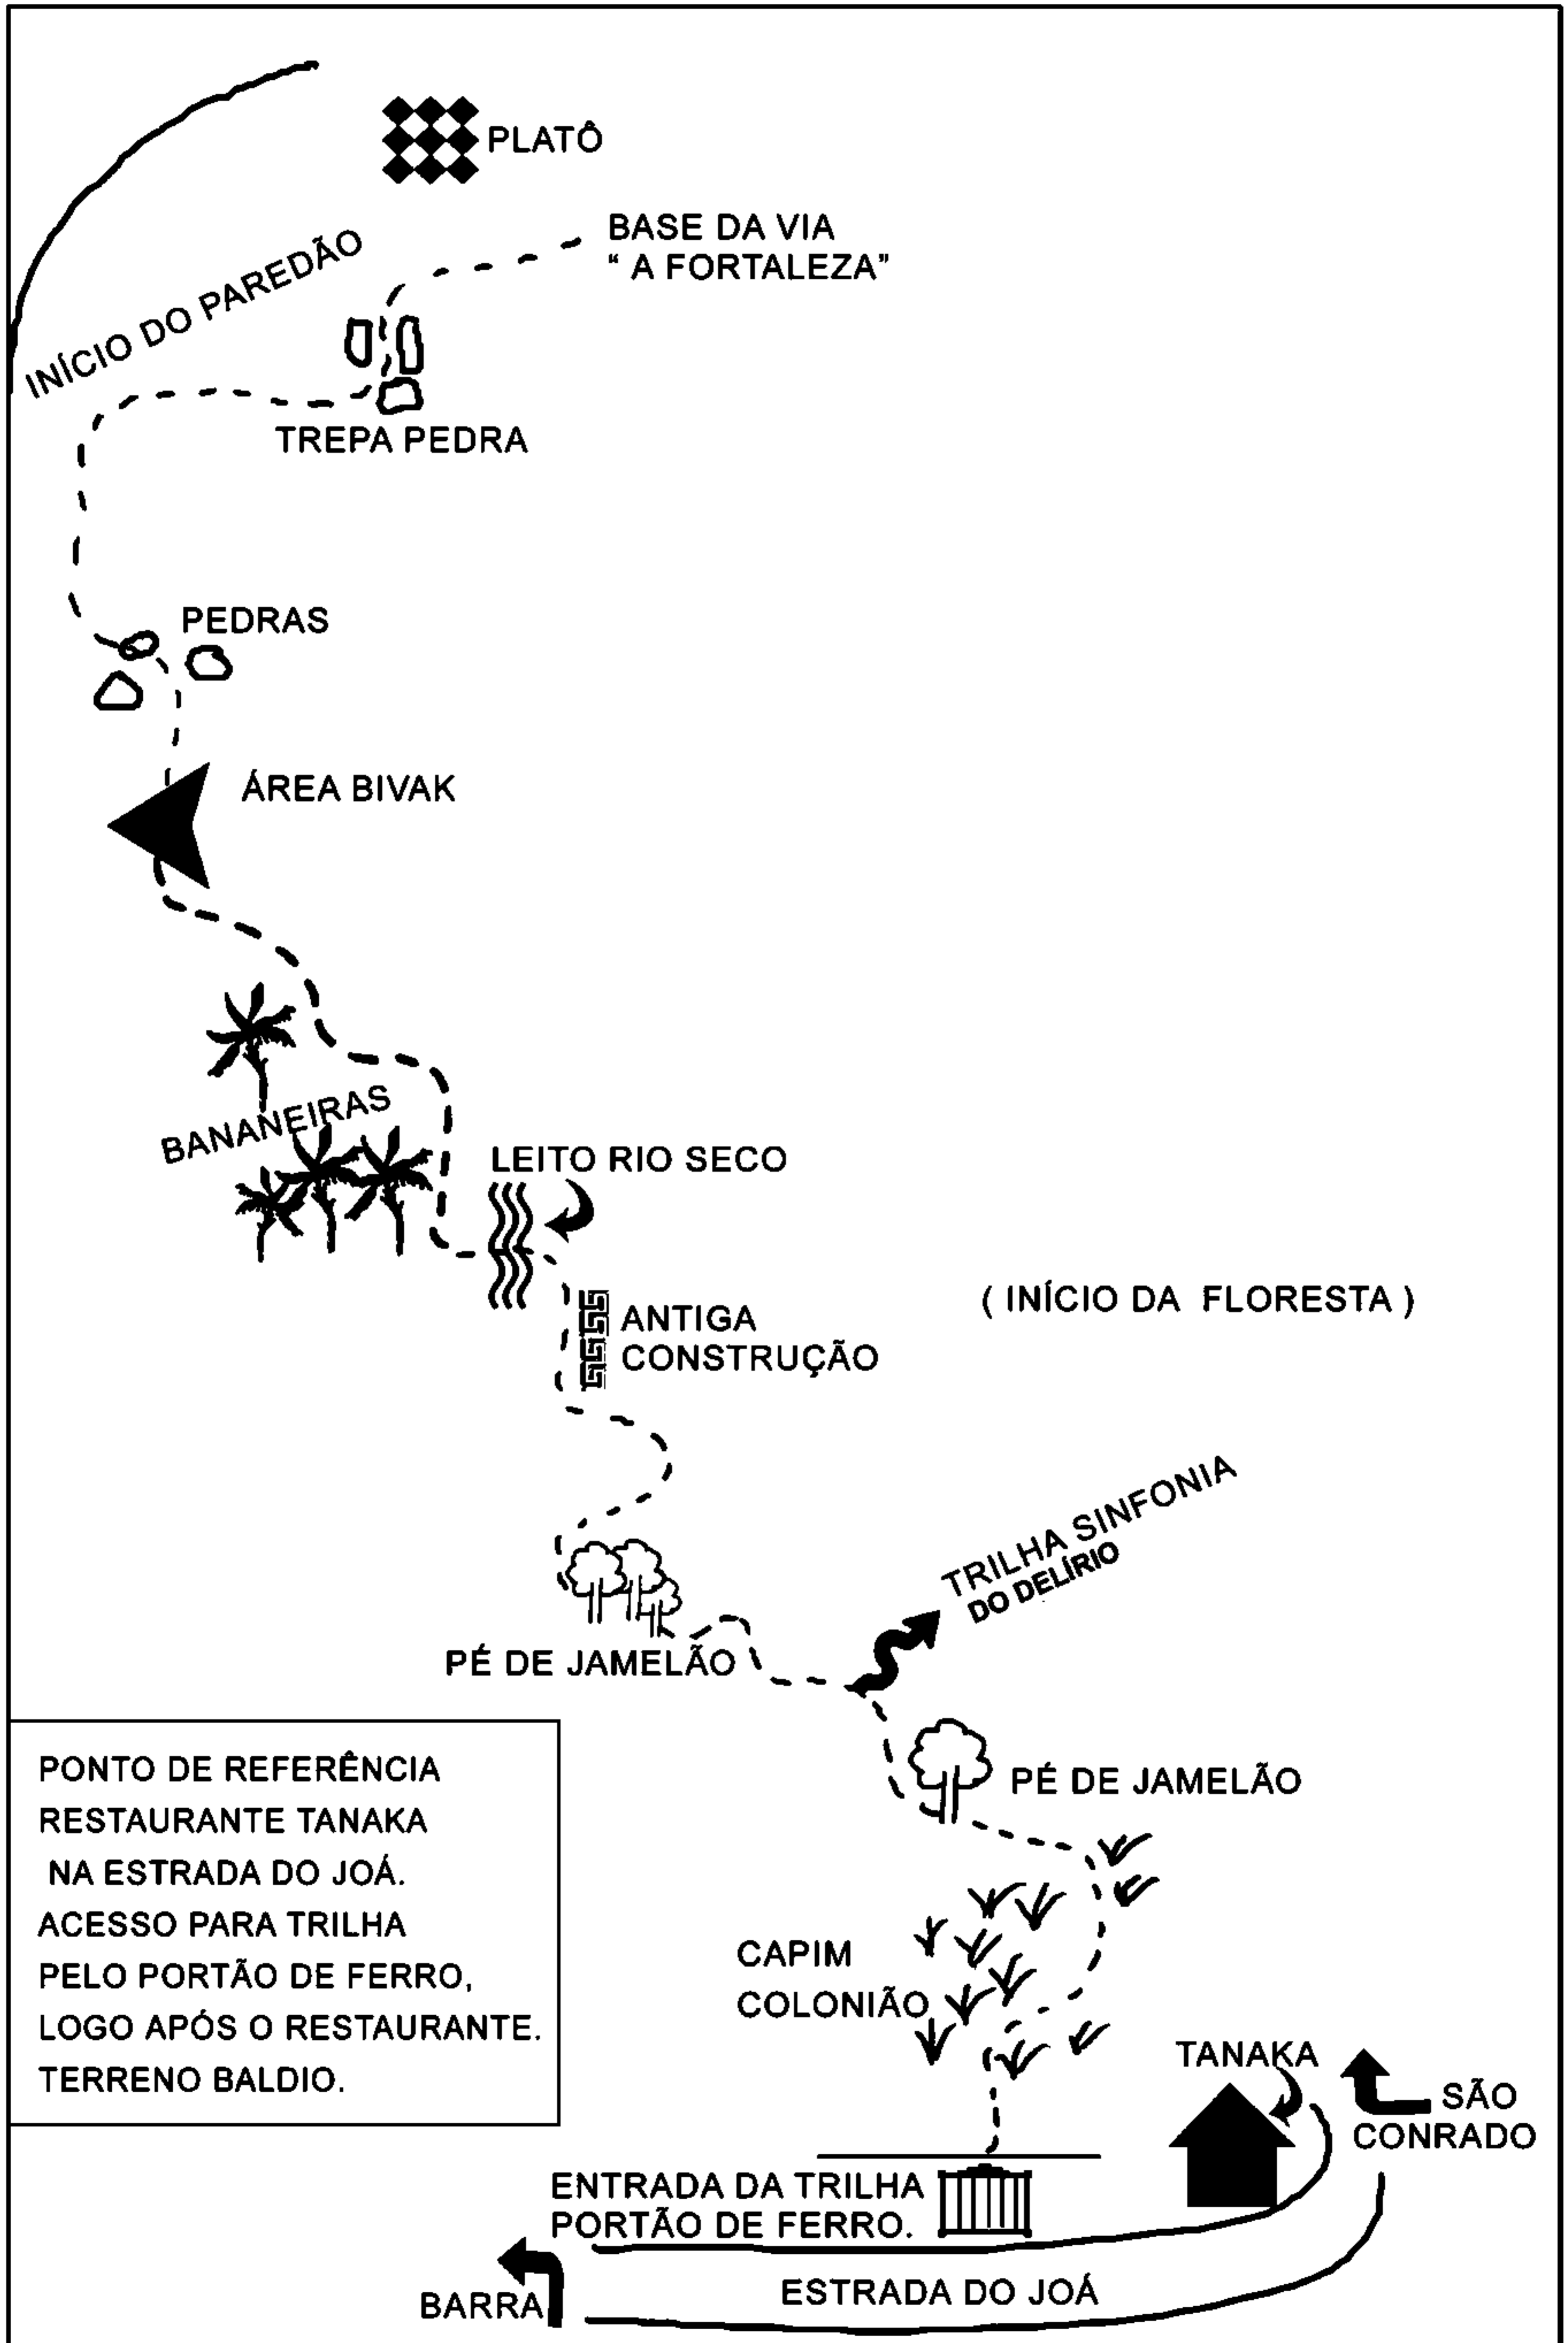 PLATÔ
BASE DA VIA
“ A FORTALEZA”
INÍCIO DO PAREDÃO
TREPA PEDRA
PEDRAS
ÁREA BIVAK
BANANEIRAS
LEITO RIO SECO
( INÍCIO DA FLORESTA )
ANTIGA
CONSTRUÇÃO
TRILHA SINFONIA
DO DELÍRIO
PÉ DE JAMELÃO
PÉ DE JAMELÃO
PONTO DE REFERÊNCIA
RESTAURANTE TANAKA
NA ESTRADA DO JOÁ.
ACESSO PARA TRILHA
PELO PORTÃO DE FERRO,
LOGO APÓS O RESTAURANTE.
TERRENO BALDIO.
CAPIM
COLONIÃO
TANAKA
SÃO
CONRADO
ENTRADA DA TRILHA
PORTÃO DE FERRO.
BARRA
ESTRADA DO JOÁ